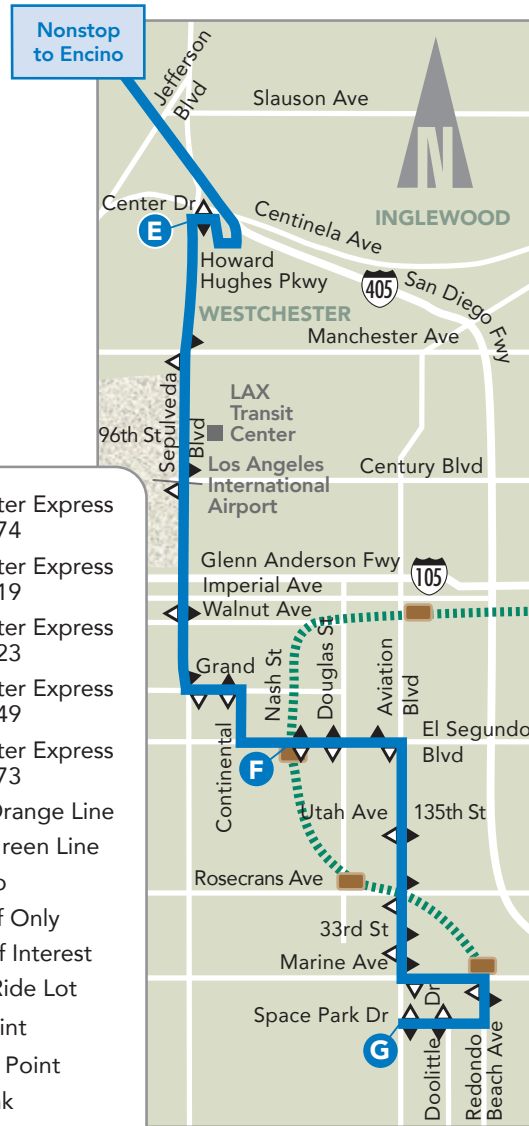 Nonstop
to Encino
Jefferson
Blvd
Slauson Ave
N
Center Dr
E
Centinela Ave
INGLEWOOD
Howard
Hughes Pkwy
405
San Diego Fwy
WESTCHESTER
Manchester Ave
Sepulveda
Blvd
LAX
Transit
Center
96th St
Century Blvd
Los Angeles
International
Airport
Glenn Anderson Fwy
105
Imperial Ave
Walnut Ave
Grand
Continental
Nash St
Douglas St
Aviation
Blvd
F
El Segundo
Blvd
Utah Ave
135th St
Rosecrans Ave
33rd St
Marine Ave
Space Park Dr
G
Doolittle Dr
Redondo
Beach Ave
ter Express
74
ter Express
19
ter Express
23
ter Express
49
ter Express
73
Orange Line
Green Line
f Only
f Interest
Ride Lot
int
Point